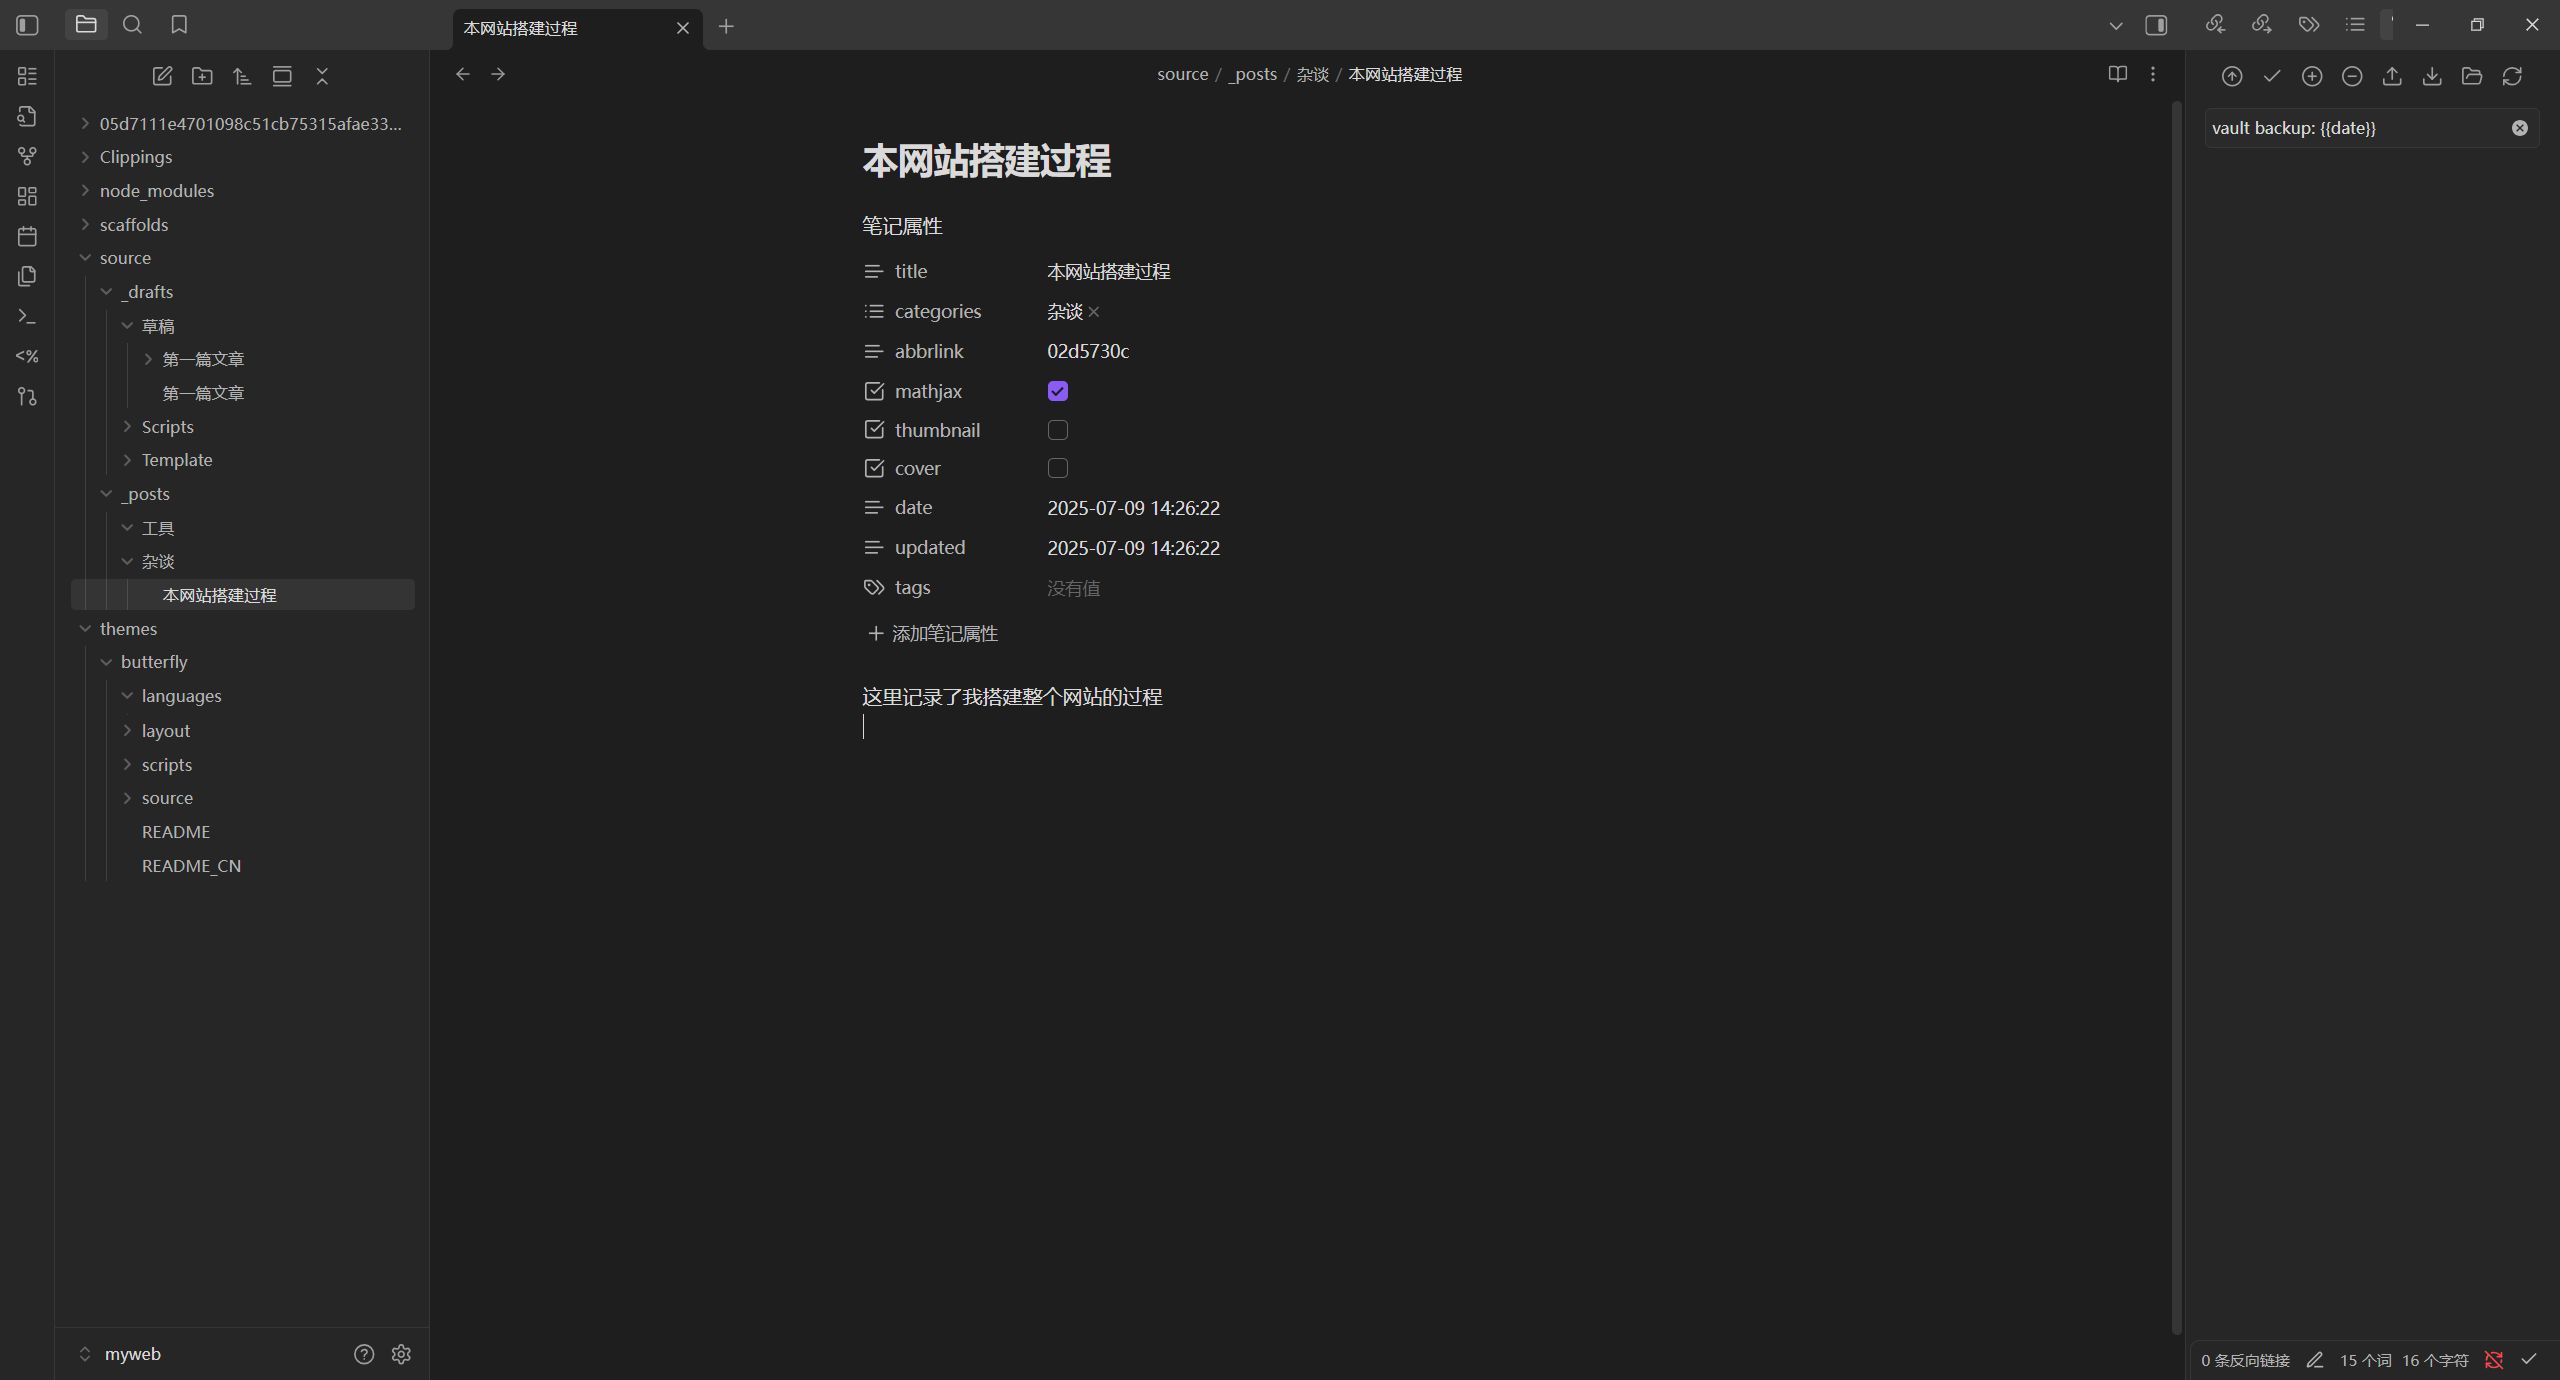 本网站搭建过程
05d7111e4701098c51cb75315afae33...
Clippings
node_modules
scaffolds
source
_drafts
草稿
第一篇文章
第一篇文章
Scripts
Template
_posts
工具
杂谈
本网站搭建过程
themes
butterfly
languages
layout
scripts
source
README
README_CN
myweb
source / _posts / 杂谈 / 本网站搭建过程
本网站搭建过程
笔记属性
title 本网站搭建过程
categories 杂谈
abbrlink 02d5730c
mathjax
thumbnail
cover
date 2025-07-09 14:26:22
updated 2025-07-09 14:26:22
tags 没有值
添加笔记属性
这里记录了我搭建整个网站的过程
vault backup: {{date}}
0 条反向链接 15 个词 16 个字符